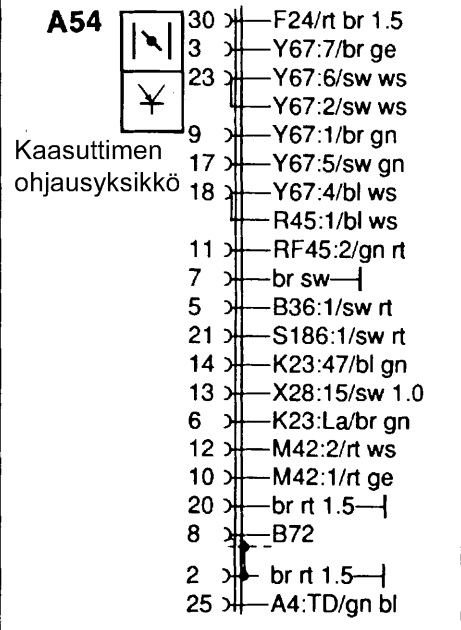 A54
Kaasuttimen
ohjausyksikkö
30 F24/rt br 1.5
3 Y67:7/br ge
23 Y67:6/sw ws
Y67:2/sw ws
9 Y67:1/br gn
17 Y67:5/sw gn
18 Y67:4/bl ws
R45:1/bl ws
11 RF45:2/gn rt
7 br sw
5 B36:1/sw rt
21 S186:1/sw rt
14 K23:47/bl gn
13 X28:15/sw 1.0
6 K23:La/br gn
12 M42:2/rt ws
10 M42:1/rt ge
20 br rt 1.5
8 B72
2 br rt 1.5
25 A4:TD/gn bl